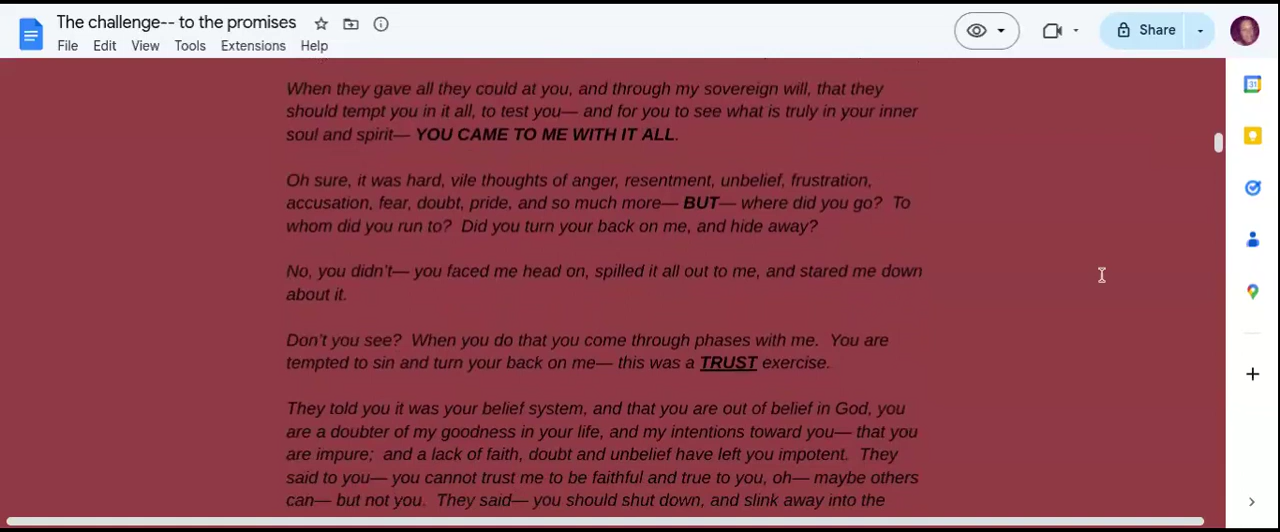 The challenge-- to the promises
File Edit View Tools Extensions Help
Share
When they gave all they could at you, and through my sovereign will, that they
should tempt you in it all, to test you— and for you to see what is truly in your inner
soul and spirit— YOU CAME TO ME WITH IT ALL.
Oh sure, it was hard, vile thoughts of anger, resentment, unbelief, frustration,
accusation, fear, doubt, pride, and so much more— BUT— where did you go? To
whom did you run to? Did you turn your back on me, and hide away?
No, you didn't— you faced me head on, spilled it all out to me, and stared me down
about it.
Don't you see? When you do that you come through phases with me. You are
tempted to sin and turn your back on me— this was a TRUST exercise.
They told you it was your belief system, and that you are out of belief in God, you
are a doubter of my goodness in your life, and my intentions toward you— that you
are impure; and a lack of faith, doubt and unbelief have left you impotent. They
said to you— you cannot trust me to be faithful and true to you, oh— maybe others
can— but not you. They said— you should shut down, and slink away into the
31